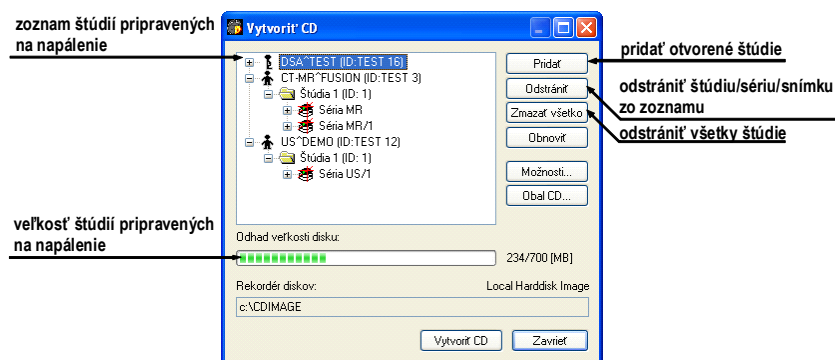 zoznam štúdií pripravených
na napálenie
Vytvoriť CD
DSA^TEST (ID:TEST 16)
CT-MR^FUSION (ID:TEST 3)
Štúdia 1 (ID: 1)
Séria MR
Séria MR/1
US^DEMO (ID:TEST 12)
Štúdia 1 (ID: 1)
Séria US/1
Pridať
Odstrániť
Zmazať všetko
Obnoviť
Možnosti...
Obal CD...
pridať otvorené štúdie
odstrániť štúdiu/sériu/snímku
zo zoznamu
odstrániť všetky štúdie
veľkosť štúdií pripravených
na napálenie
Odhad veľkosti disku:
234/700 [MB]
Rekordér diskov:
Local Harddisk Image
c:\CDIMAGE
Vytvoriť CD
Zavrieť